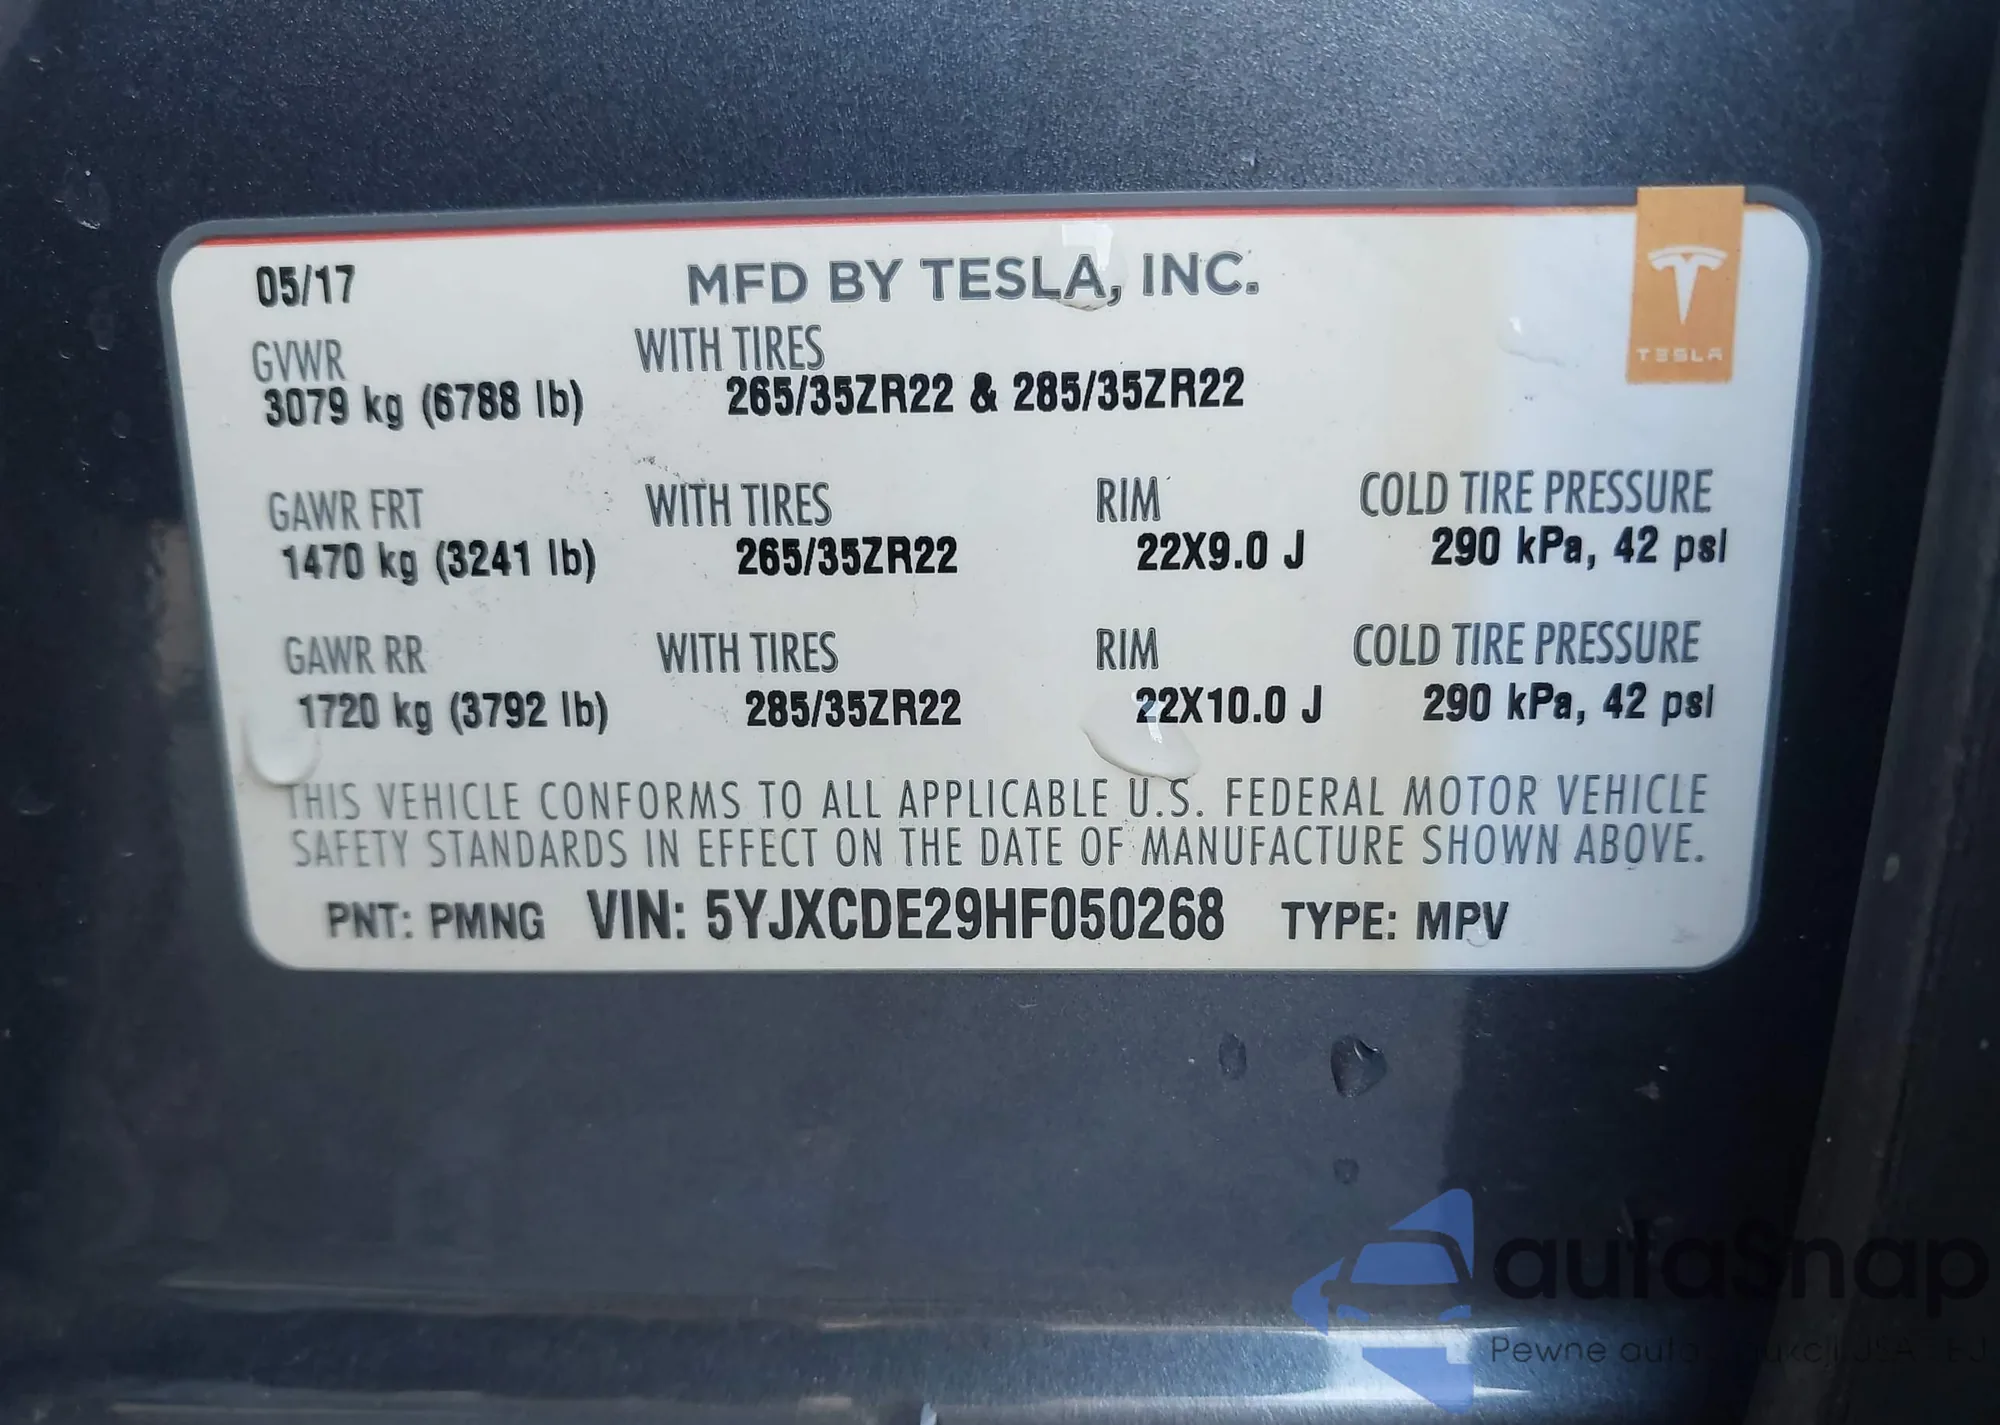 05/17 MFD BY TESLA, INC.
TESLA
GVWR WITH TIRES
3079 kg (6788 lb) 265/35ZR22 & 285/35ZR22
GAWR FRT WITH TIRES RIM COLD TIRE PRESSURE
1470 kg (3241 lb) 265/35ZR22 22X9.0 J 290 kPa, 42 psi
GAWR RR WITH TIRES RIM COLD TIRE PRESSURE
1720 kg (3792 lb) 285/35ZR22 22X10.0 J 290 kPa, 42 psi
THIS VEHICLE CONFORMS TO ALL APPLICABLE U.S. FEDERAL MOTOR VEHICLE
SAFETY STANDARDS IN EFFECT ON THE DATE OF MANUFACTURE SHOWN ABOVE.
PNT: PMNG VIN: 5YJXCDE29HF050268 TYPE: MPV
autaSnap
Pewne auto